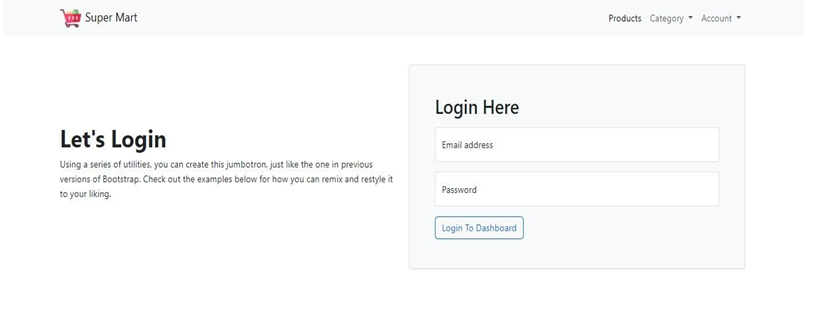 Super Mart
Products Category Account
Let's Login
Using a series of utilities, you can create this jumbotron, just like the one in previous
versions of Bootstrap. Check out the examples below for how you can remix and restyle it
to your liking.
Login Here
Email address
Password
Login To Dashboard